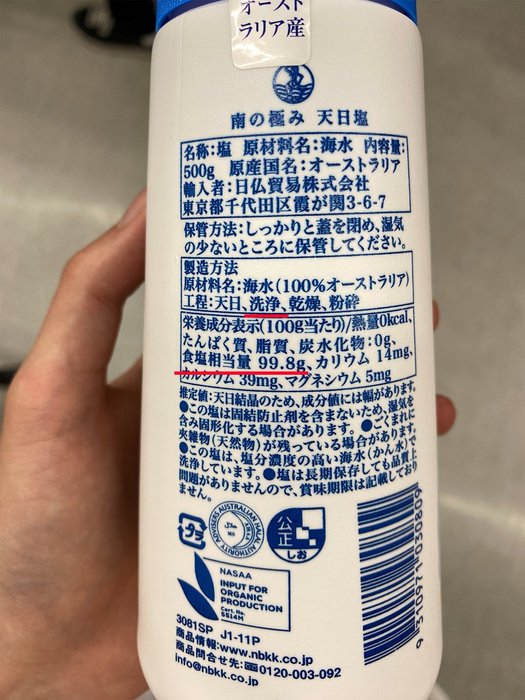 オースト
ラリア産
南の極み 天日塩
名称:塩 原材料名:海水 内容量:
500g 原産国名:オーストラリア
輸入者:日仏貿易株式会社
東京都千代田区霞が関3-6-7
保管方法:しっかりと蓋を閉め、湿気
の少ないところに保管してください。
製造方法
原材料名:海水(100%オーストラリア)
工程:天日、洗浄、乾燥、粉砕
栄養成分表示(100g当たり)/熱量0kcal、
たんぱく質、脂質、炭水化物:0g、
食塩相当量 99.8g、カリウム 14mg、
カルシウム 39mg、マグネシウム 5mg
推定値:天日結晶のため、成分値には幅があります。
●この塩は固結防止剤を含まないため、湿気を
含み固形化する場合があります。●ごくまれに
夾雑物(天然物)が残っている場合があります。
●この塩は、塩分濃度の高い海水(かん水)で
洗浄しています。●塩は長期保存しても品質上
問題がありませんので、賞味期限は記載しており
ません。
プラ
ADVISERS AUSTRALIAN HALAL AUTHORITY
公正
しお
NASAA
INPUT FOR
ORGANIC
PRODUCTION
Cert. No.
5514M
3081SP J1-11P
商品情報:www.nbkk.co.jp
商品問合せ先:0120-003-092
info@nbkk.co.jp
9 310971 030809